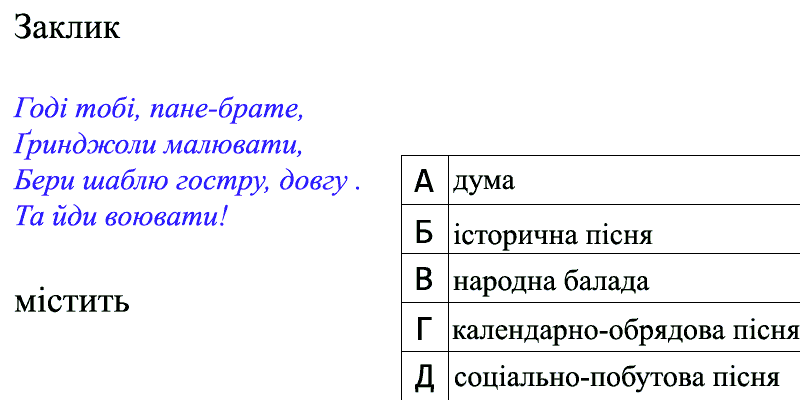 Заклик
Годі тобі, пане-брате,
Ґринджоли малювати,
Бери шаблю гостру, довгу .
Та йди воювати!
містить
А дума
Б історична пісня
В народна балада
Г календарно-обрядова пісня
Д соціально-побутова пісня